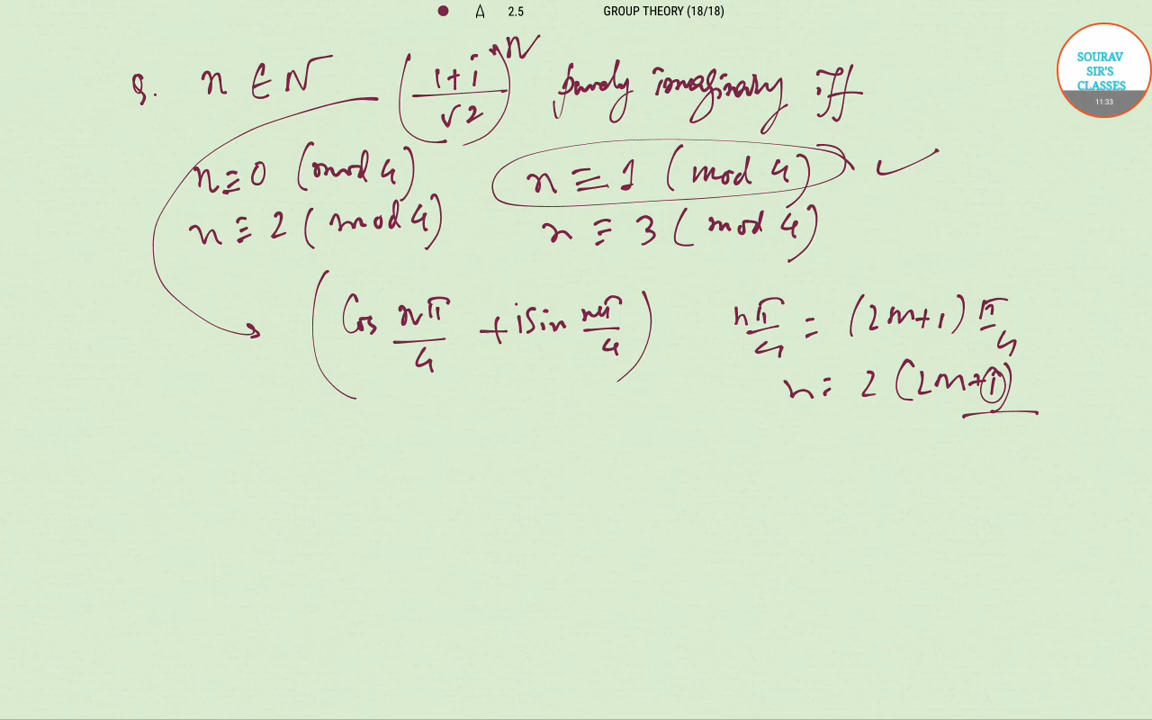 A 2.5 GROUP THEORY (18/18)
SOURAV
SIR'S
CLASSES
11:33
Q. n ∈ N ((1+i)/√2)^n purely imaginary iff
n ≡ 0 (mod 4) n ≡ 1 (mod 4) ✓
n ≡ 2 (mod 4) n ≡ 3 (mod 4)
(Cos nπ/4 + i Sin nπ/4) nπ/4 = (2m+1) π/4
n = 2 (2m+1)